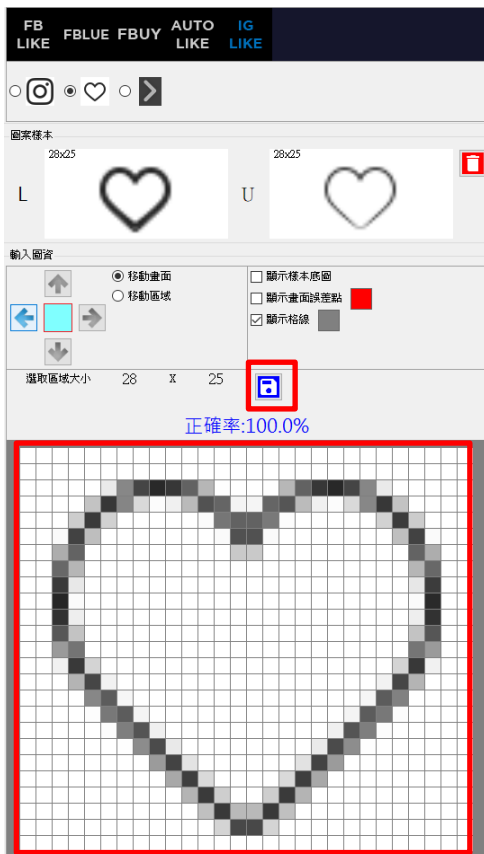 FB LIKE FBLUE FBUY AUTO LIKE IG LIKE
圖案樣本
L 28x25 U 28x25
輸入圖資
移動畫面 顯示樣本底圖
移動區域 顯示畫面誤差點
顯示格線
選取區域大小 28 X 25
正確率:100.0%